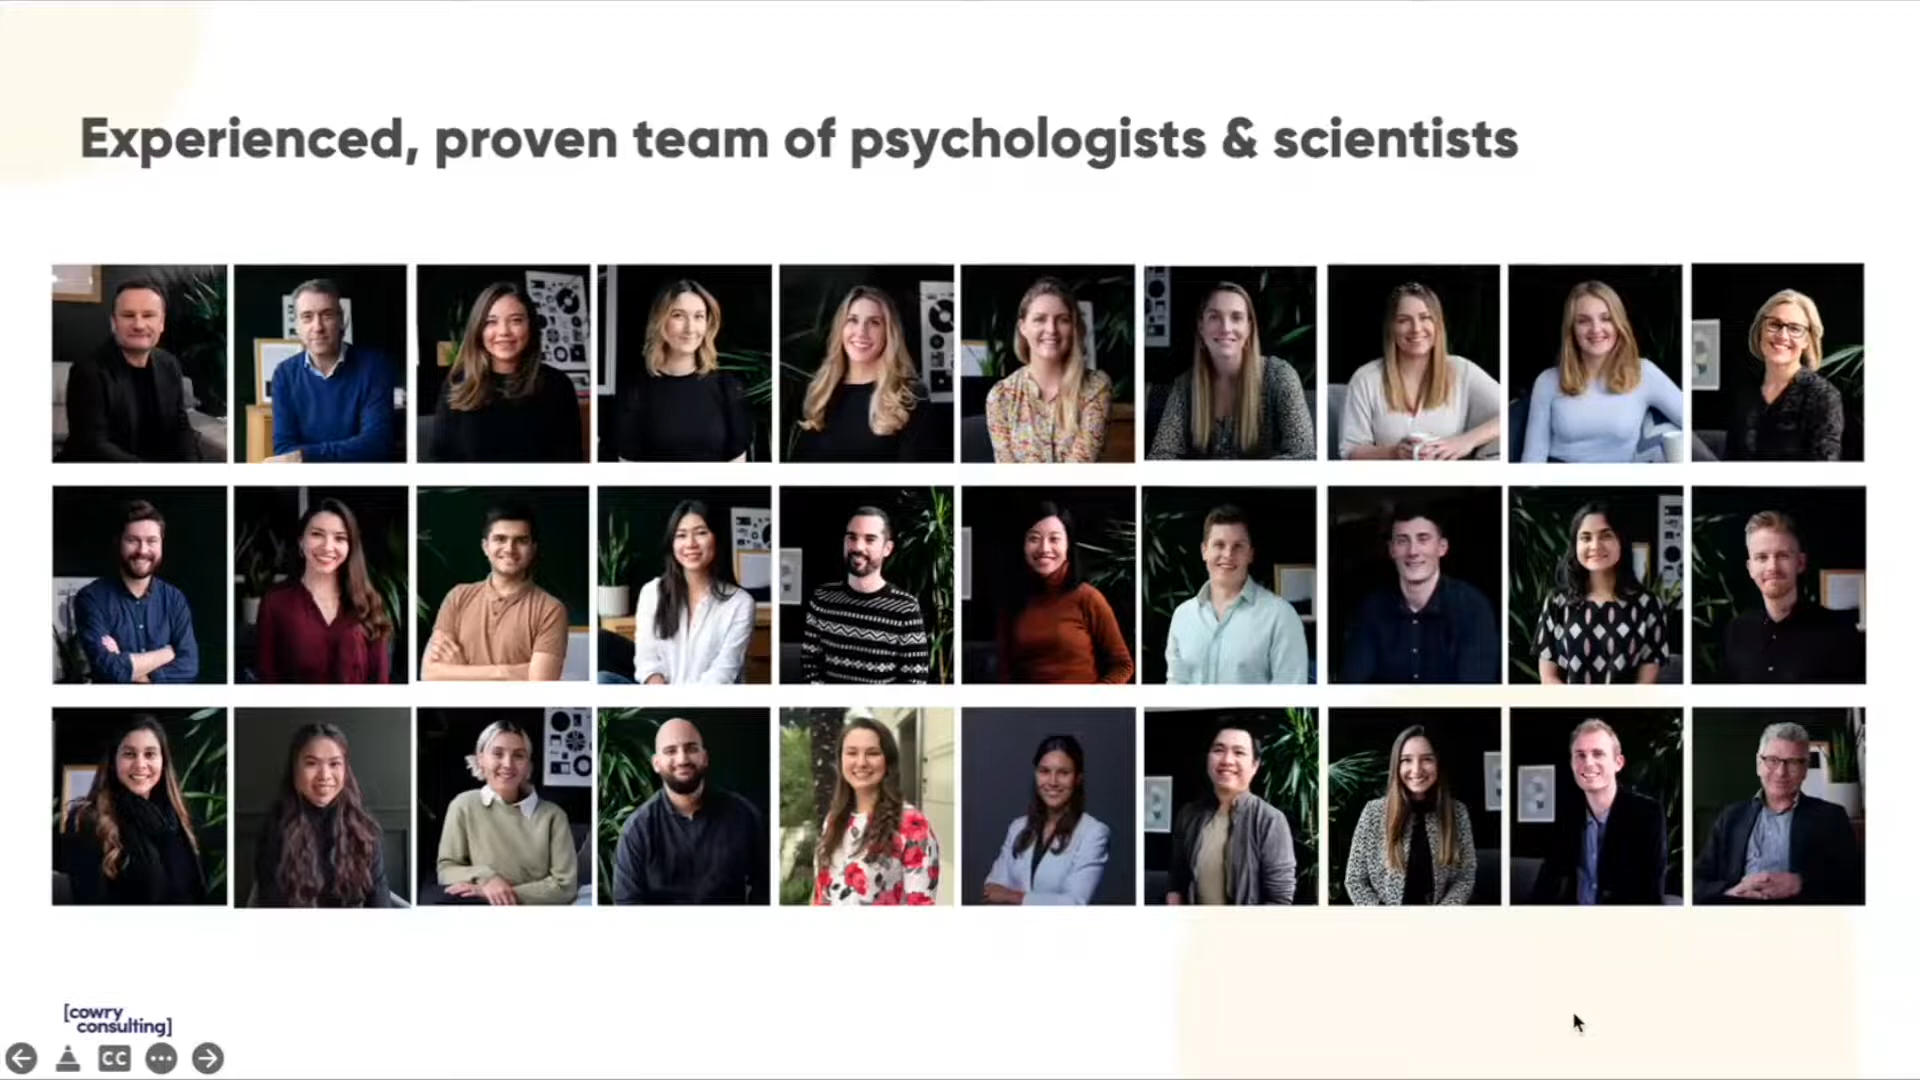 Experienced, proven team of psychologists & scientists
[cowry
consulting]
CC